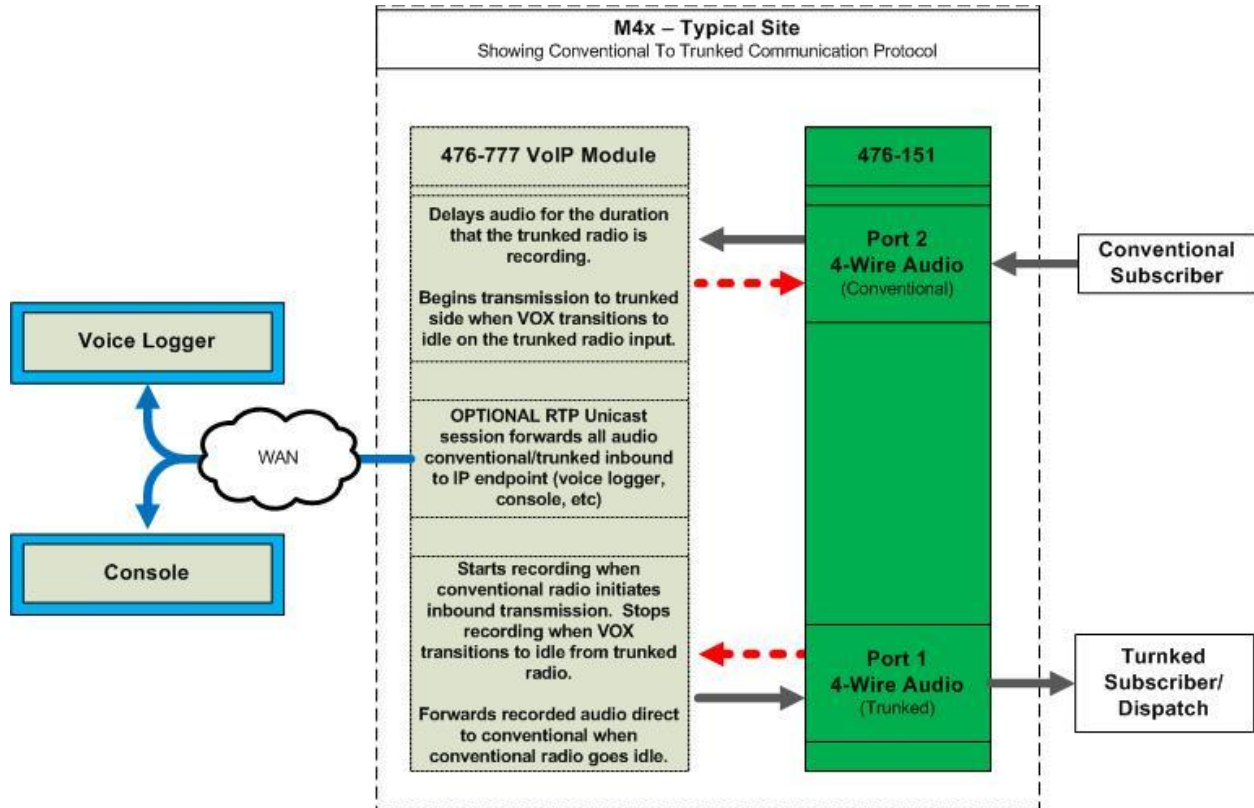 M4x – Typical Site
Showing Conventional To Trunked Communication Protocol
476-777 VoIP Module
Delays audio for the duration
that the trunked radio is
recording.
Begins transmission to trunked
side when VOX transitions to
idle on the trunked radio input.
OPTIONAL RTP Unicast
session forwards all audio
conventional/trunked inbound
to IP endpoint (voice logger,
console, etc)
Starts recording when
conventional radio initiates
inbound transmission. Stops
recording when VOX
transitions to idle from trunked
radio.
Forwards recorded audio direct
to conventional when
conventional radio goes idle.
476-151
Port 2
4-Wire Audio
(Conventional)
Port 1
4-Wire Audio
(Trunked)
Conventional
Subscriber
Turnked
Subscriber/
Dispatch
Voice Logger
WAN
Console